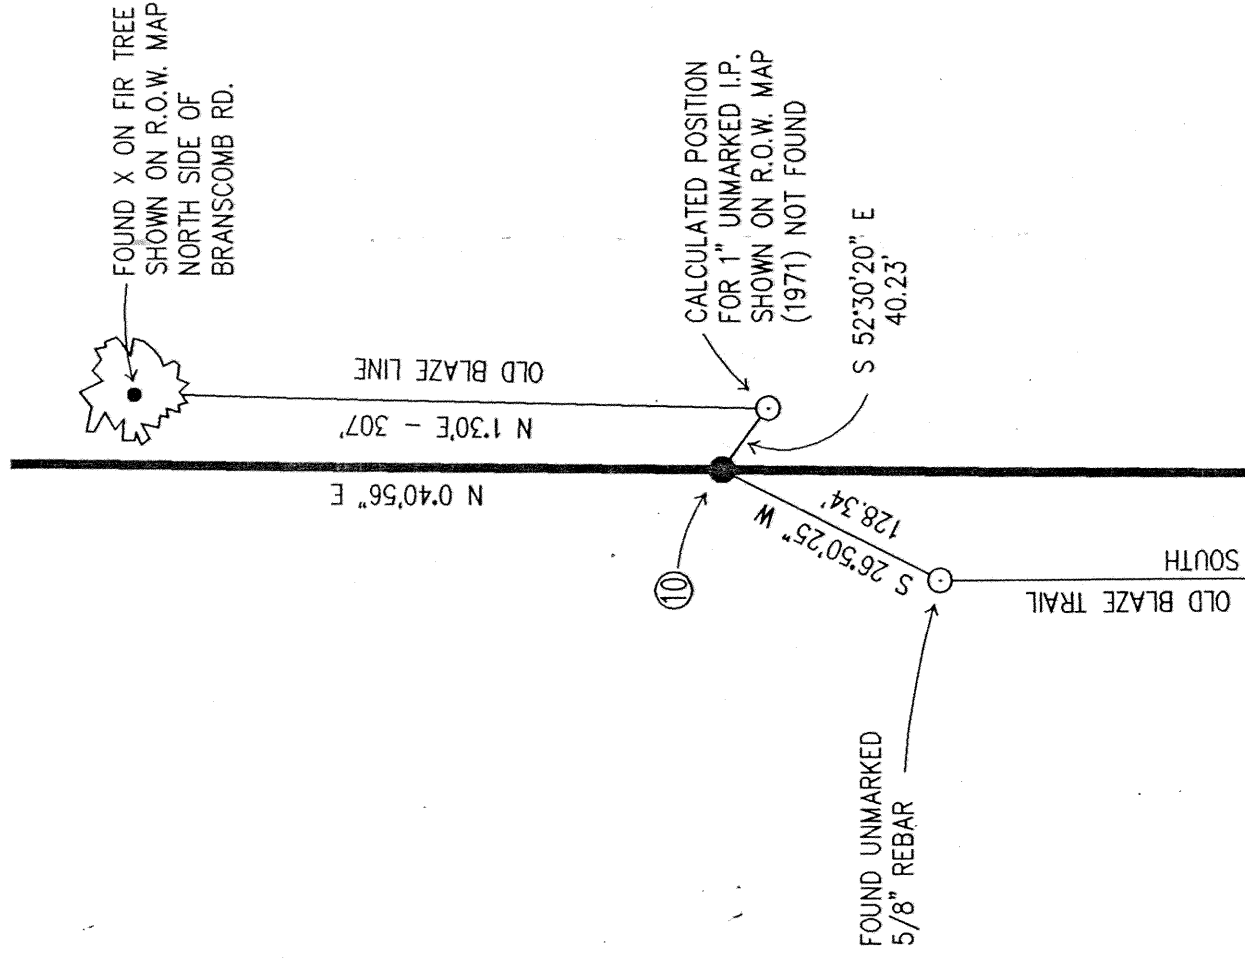 FOUND X ON FIR TREE
SHOWN ON R.O.W. MAP
NORTH SIDE OF
BRANSCOMB RD.
OLD BLAZE LINE
N 1°30'E - 307'
N 0°40'56" E
CALCULATED POSITION
FOR 1" UNMARKED I.P.
SHOWN ON R.O.W. MAP
(1971) NOT FOUND
S 52°30'20" E
40.23'
10
S 26°50'25" W
128.34'
FOUND UNMARKED
5/8" REBAR
SOUTH
OLD BLAZE TRAIL